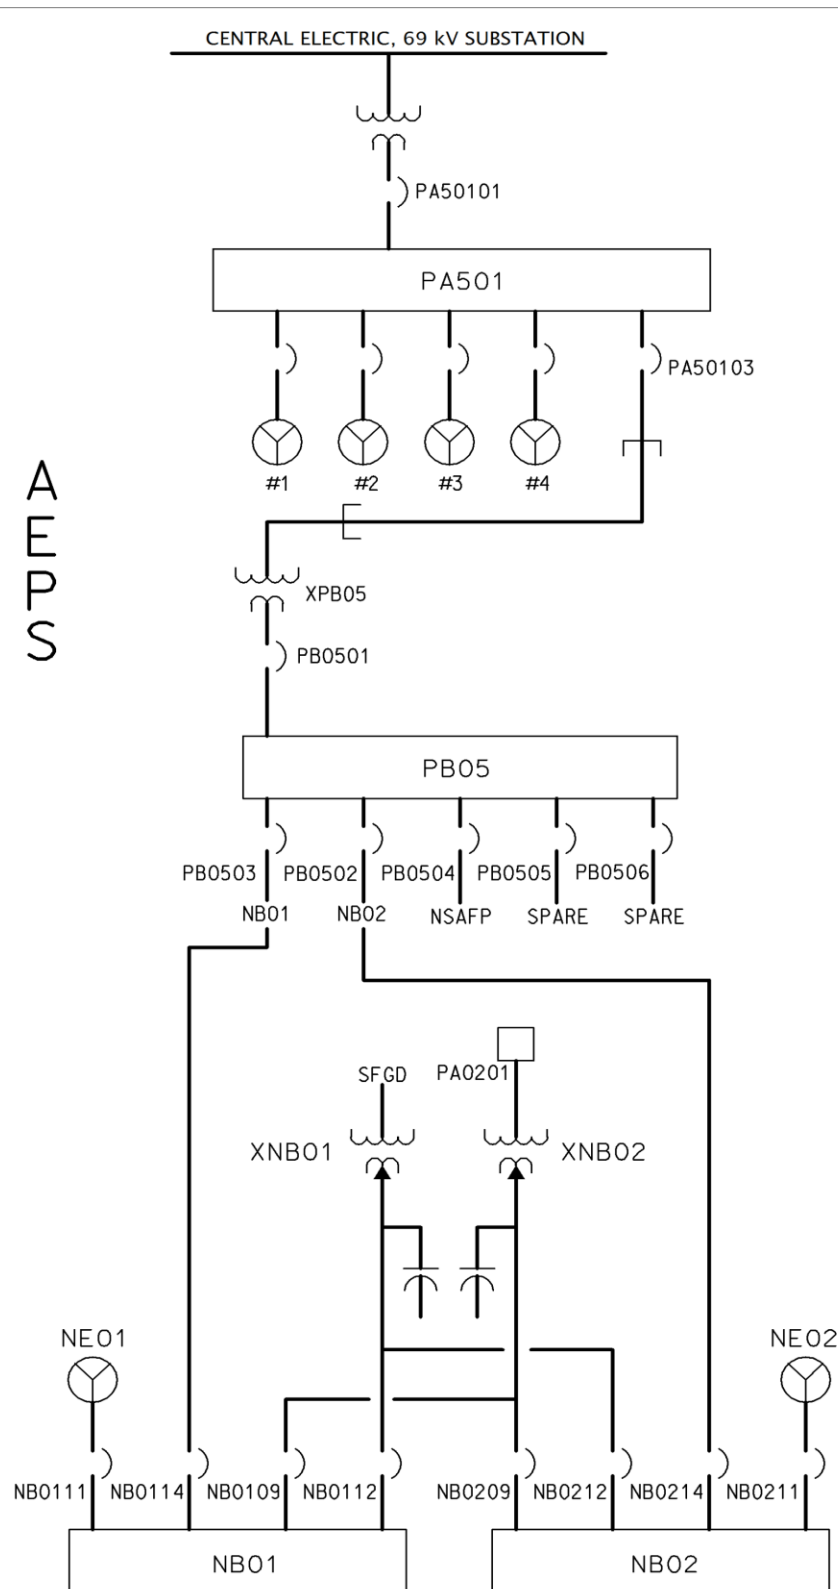 CENTRAL ELECTRIC, 69 kV SUBSTATION
PA50101
PA501
PA50103
#1 #2 #3 #4
AEPS
XPB05
PB0501
PB05
PB0503 PB0502 PB0504 PB0505 PB0506
NB01 NB02 NSAFP SPARE SPARE
SFGD PA0201
XNB01 XNB02
NE01 NE02
NB0111 NB0114 NB0109 NB0112 NB0209 NB0212 NB0214 NB0211
NB01 NB02